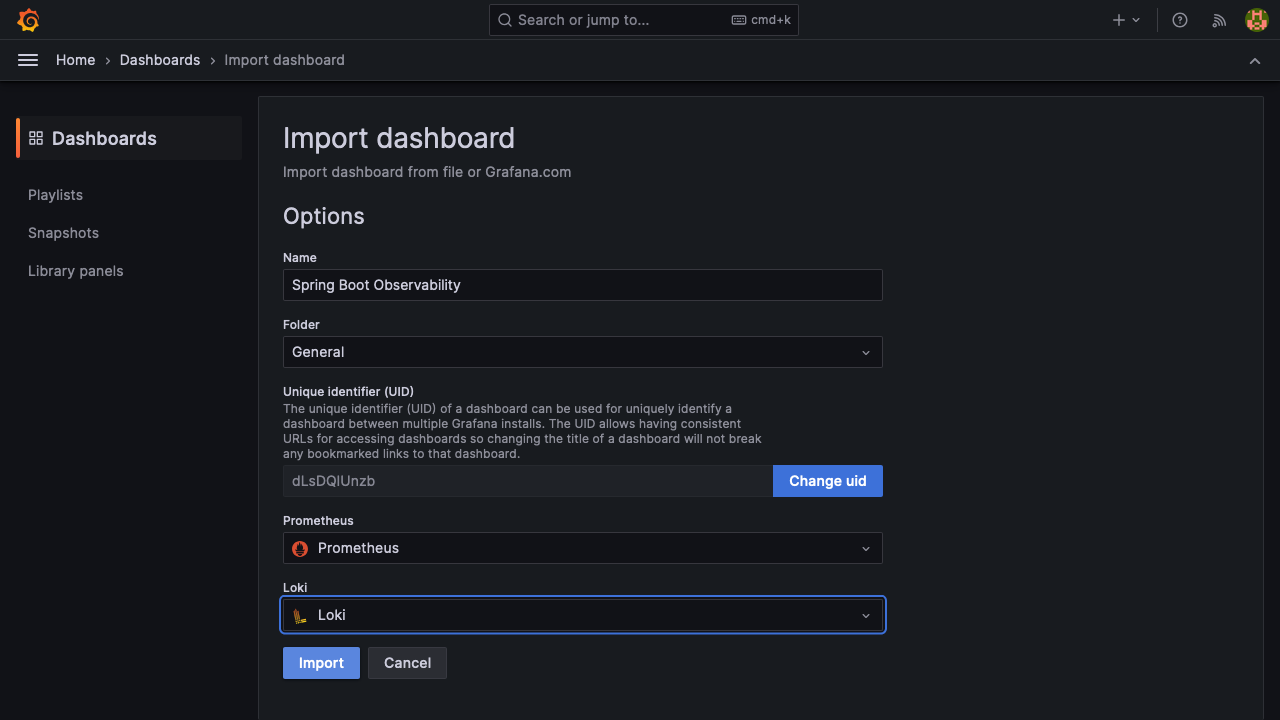 Search or jump to...
cmd+k
Home › Dashboards › Import dashboard
Dashboards
Playlists
Snapshots
Library panels
Import dashboard
Import dashboard from file or Grafana.com
Options
Name
Spring Boot Observability
Folder
General
Unique identifier (UID)
The unique identifier (UID) of a dashboard can be used for uniquely identify a
dashboard between multiple Grafana installs. The UID allows having consistent
URLs for accessing dashboards so changing the title of a dashboard will not break
any bookmarked links to that dashboard.
dLsDQIUnzb
Change uid
Prometheus
Prometheus
Loki
Loki
Import
Cancel